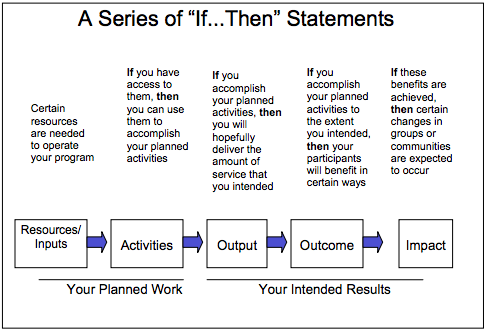 A Series of “If...Then” Statements
Certain
resources
are needed
to operate
your program
If you have
access to
them, then
you can use
them to
accomplish
your planned
activities
If you
accomplish
your planned
activities, then
you will
hopefully
deliver the
amount of
service that
you intended
If you
accomplish
your planned
activities to
the extent
you intended,
then your
participants
will benefit in
certain ways
If these
benefits are
achieved,
then certain
changes in
groups or
communities
are expected
to occur
Resources/
Inputs
Activities
Output
Outcome
Impact
Your Planned Work
Your Intended Results